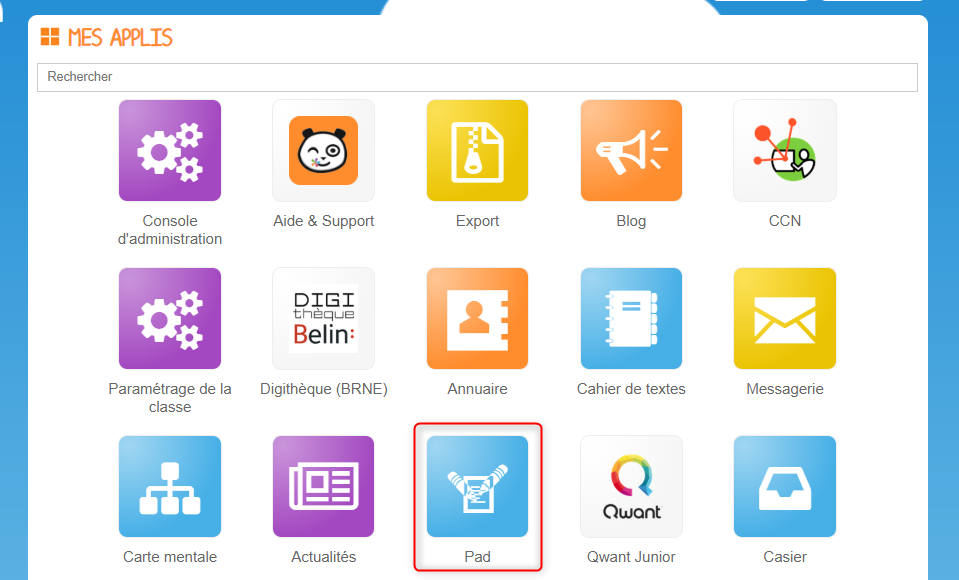 MES APPLIS
Rechercher
Console
d'administration
Aide & Support
Export
Blog
CCN
DIGI
thèque
Belin:
Paramétrage de la
classe
Digithèque (BRNE)
Annuaire
Cahier de textes
Messagerie
Qwant
Carte mentale
Actualités
Pad
Qwant Junior
Casier